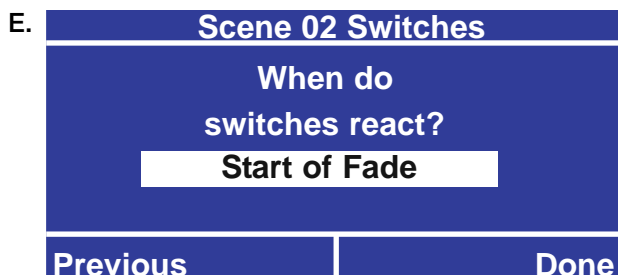 E.
Scene 02 Switches
When do
switches react?
Start of Fade
Previous Done